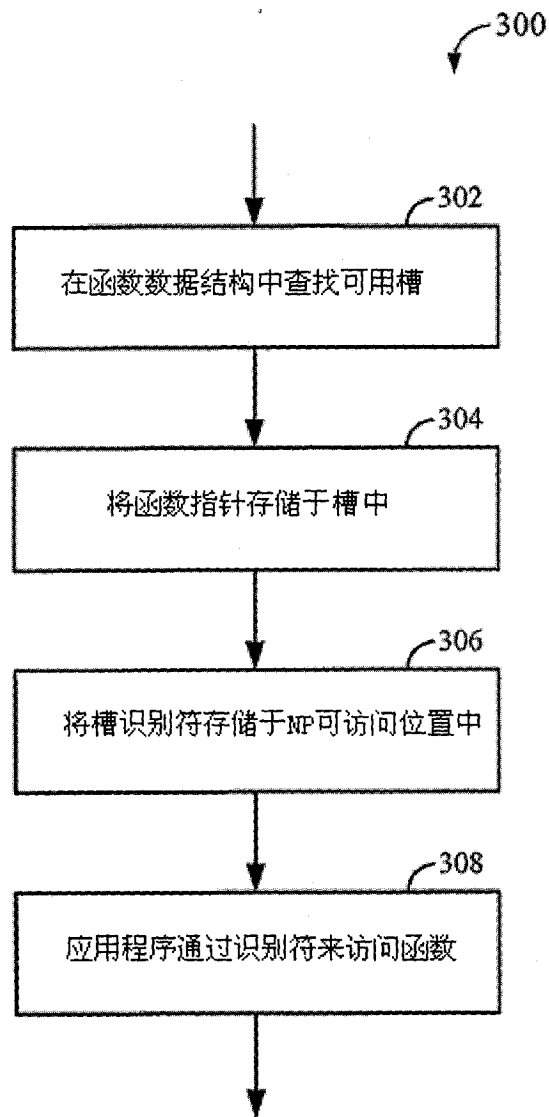 300
302
在函数数据结构中查找可用槽
304
将函数指针存储于槽中
306
将槽识别符存储于NP可访问位置中
308
应用程序通过识别符来访问函数